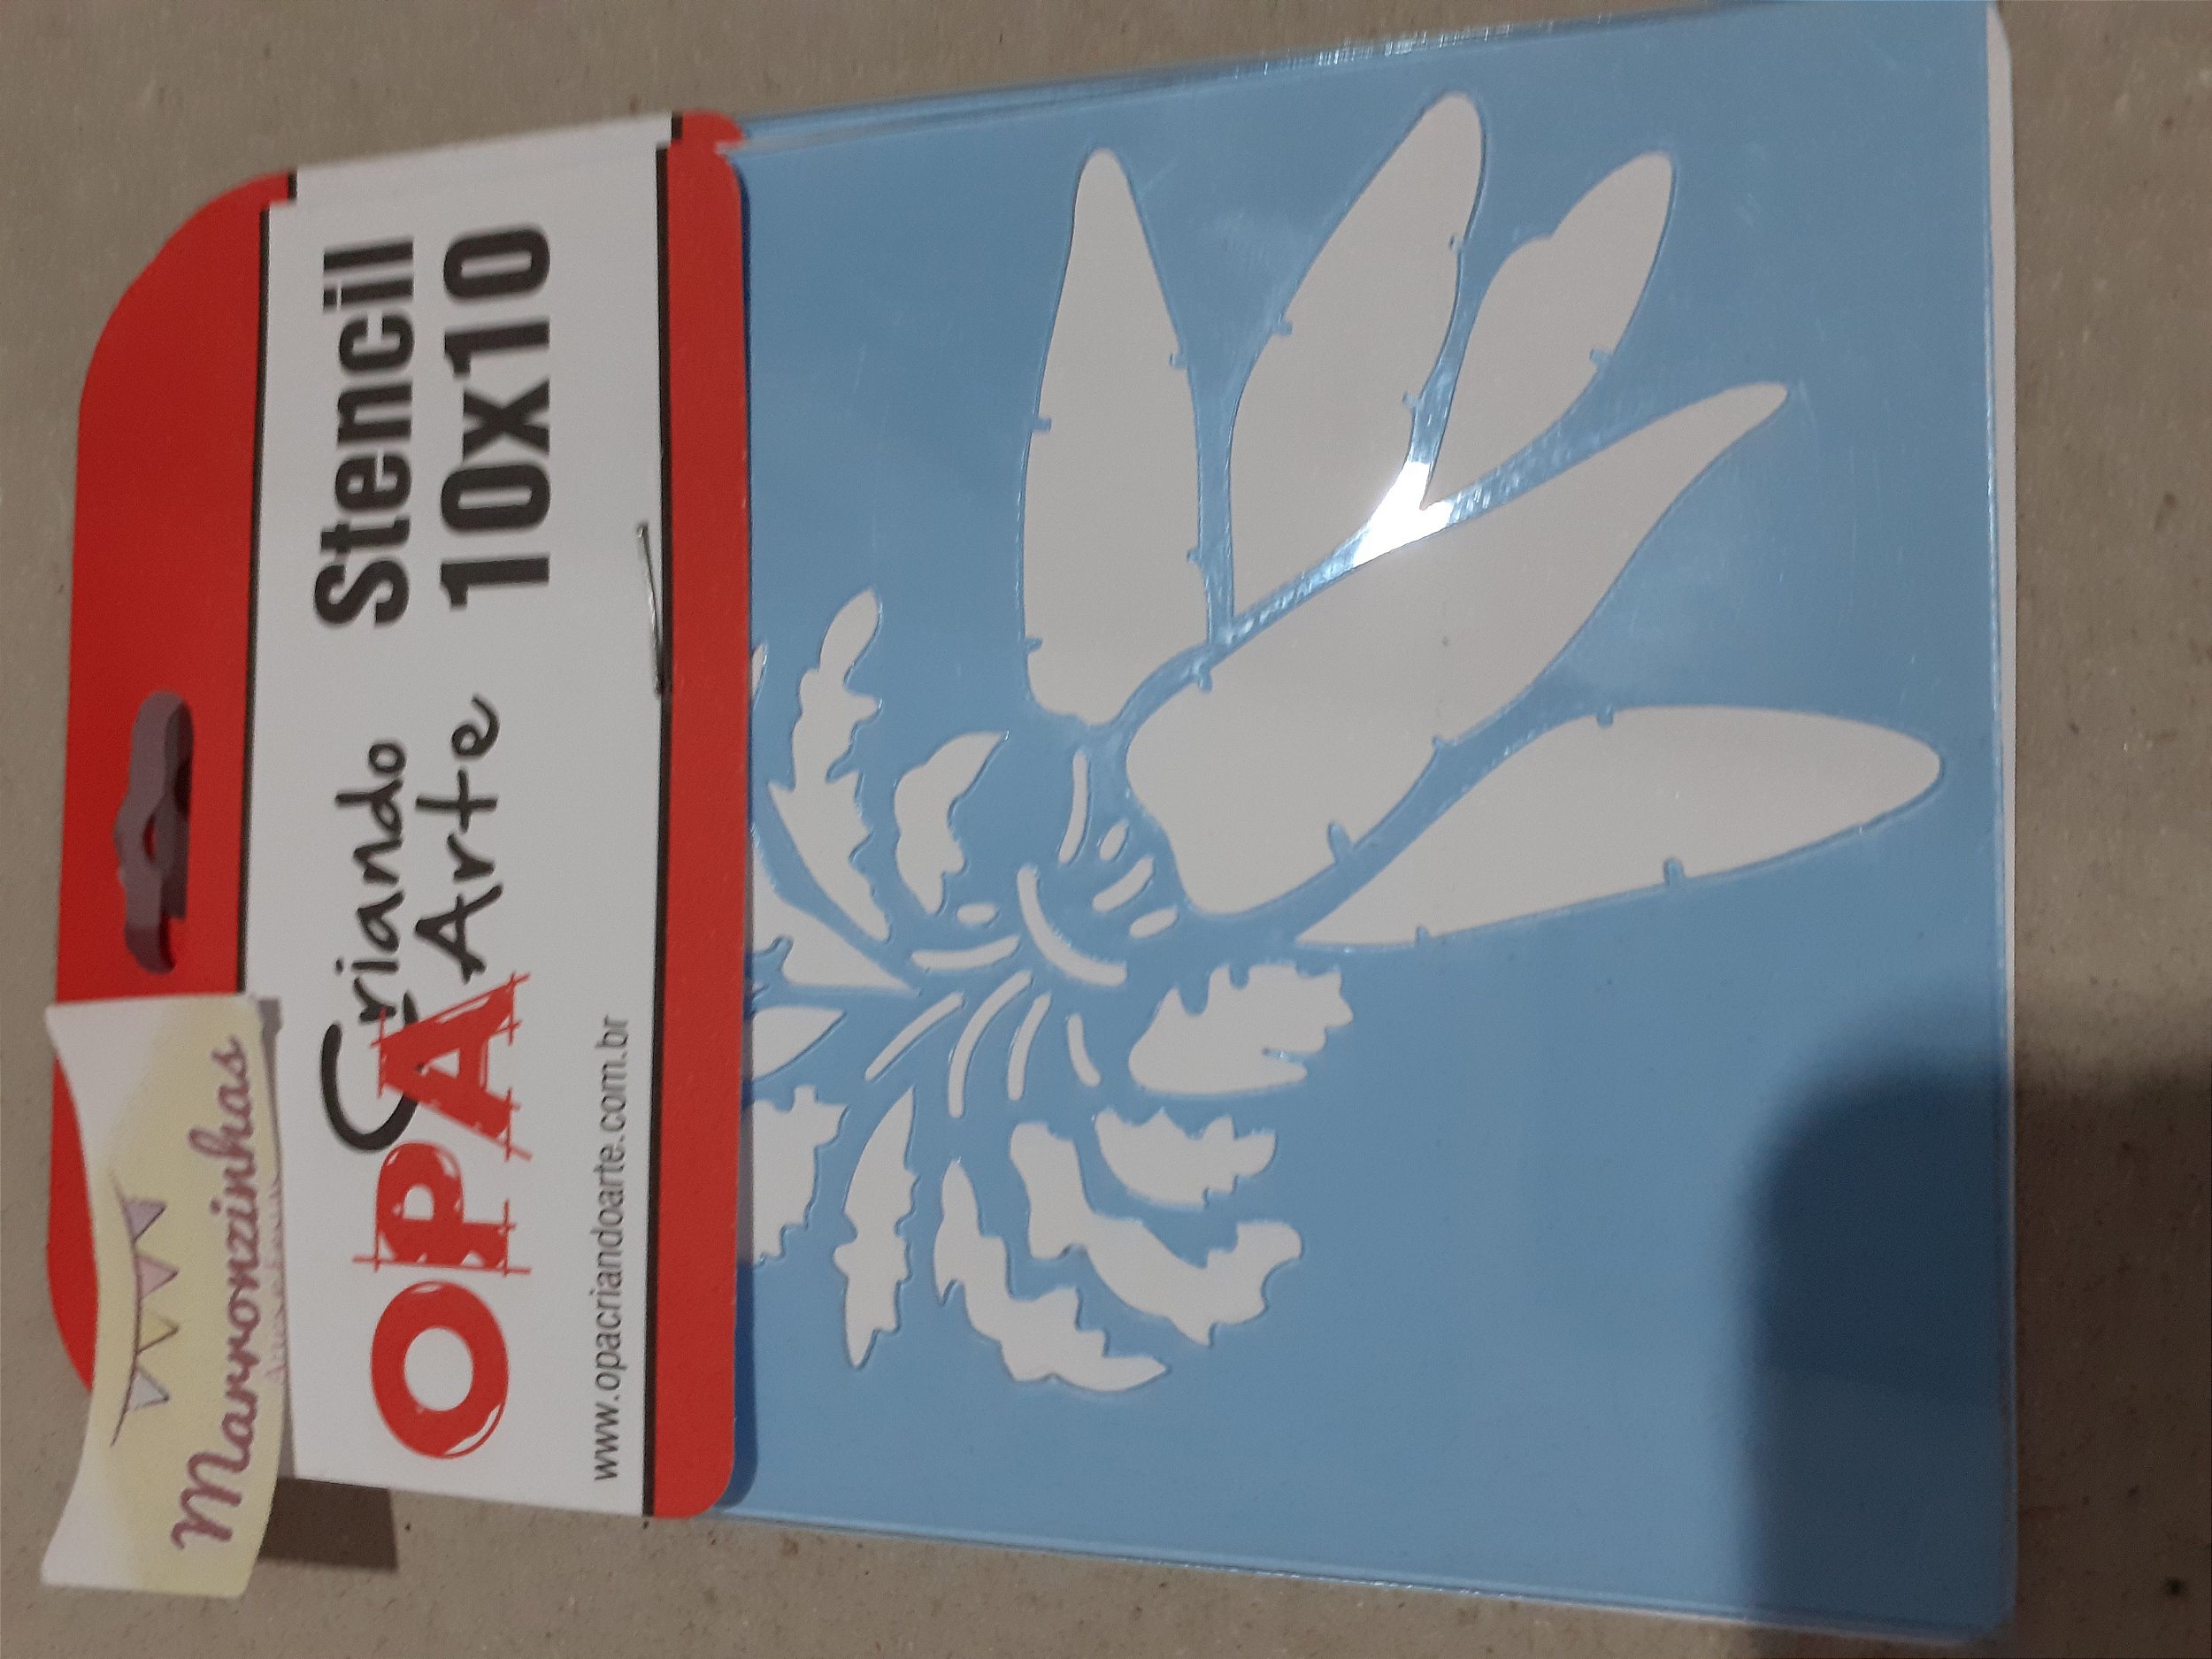 Marronzinhas
OPA
Criando
Arte
Stencil
10x10
www.opacriandoarte.com.br